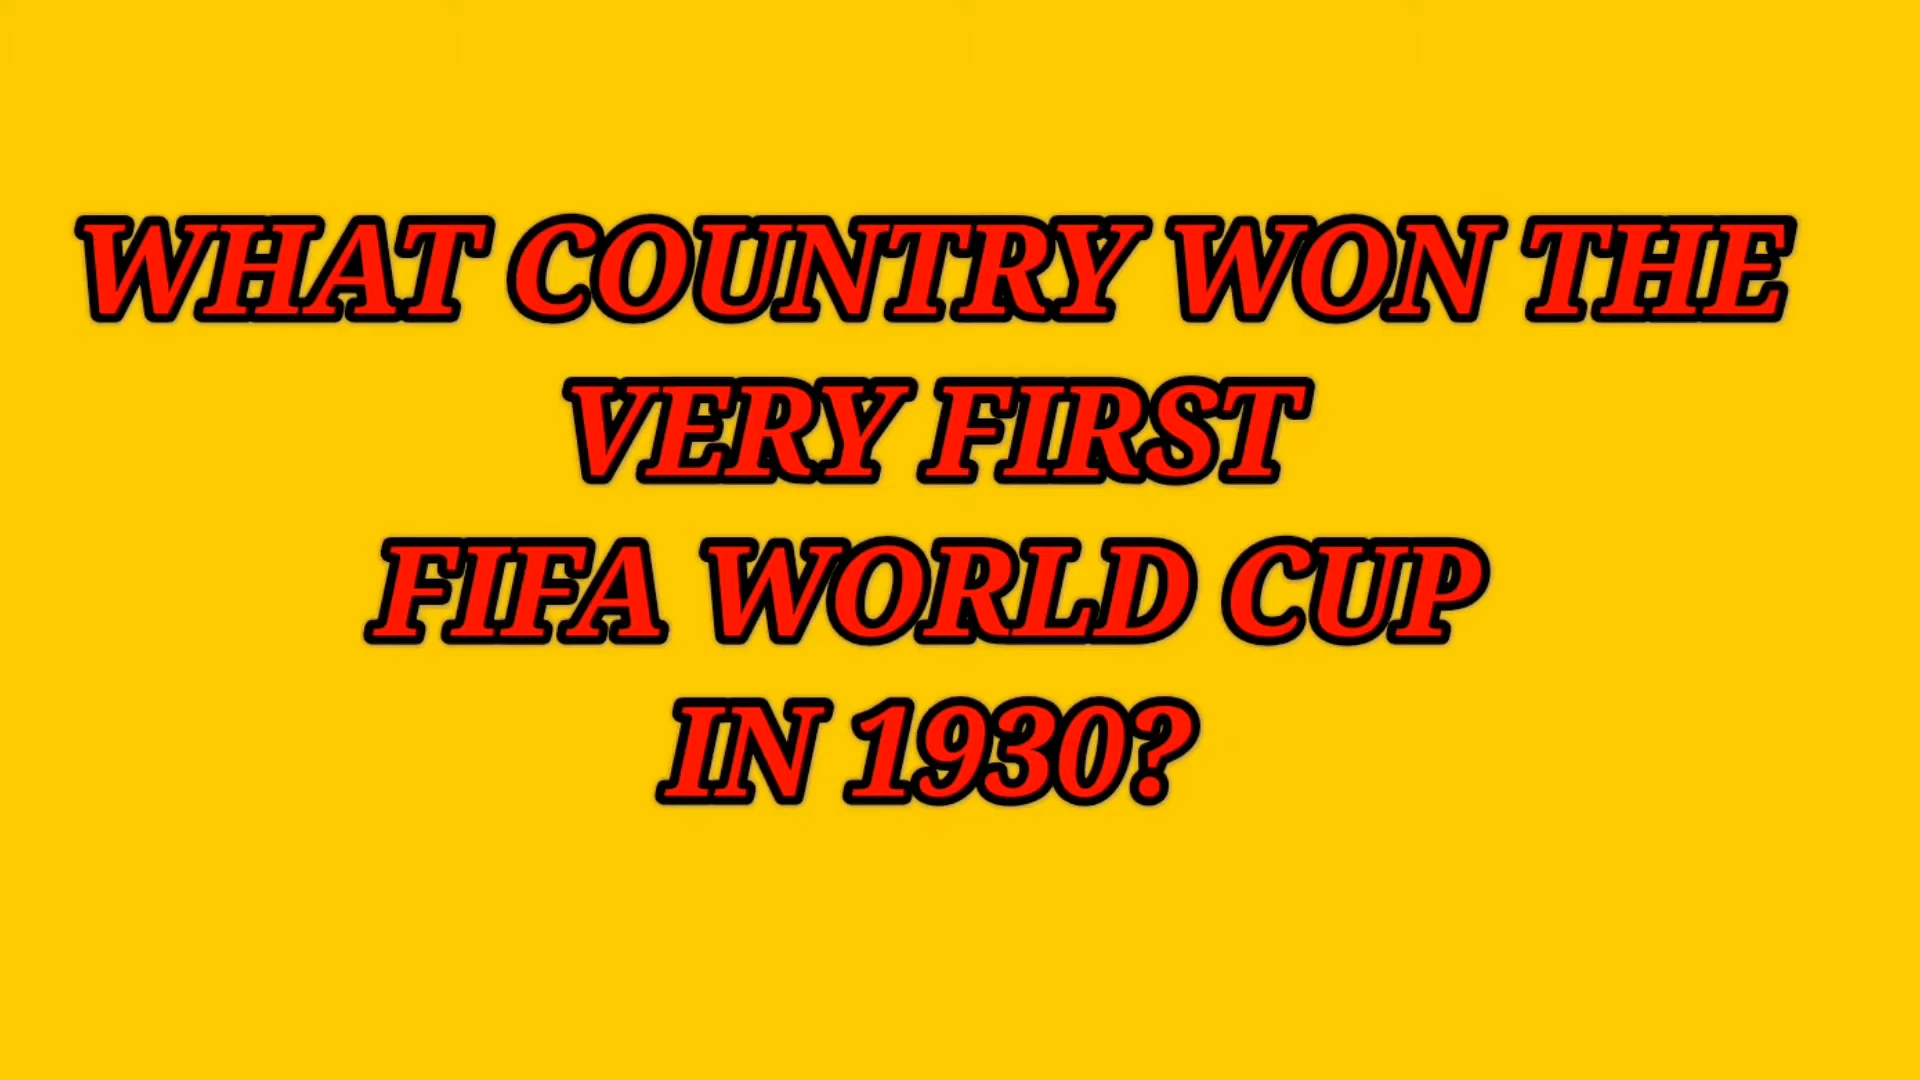 WHAT COUNTRY WON THE
VERY FIRST
FIFA WORLD CUP
IN 1930?